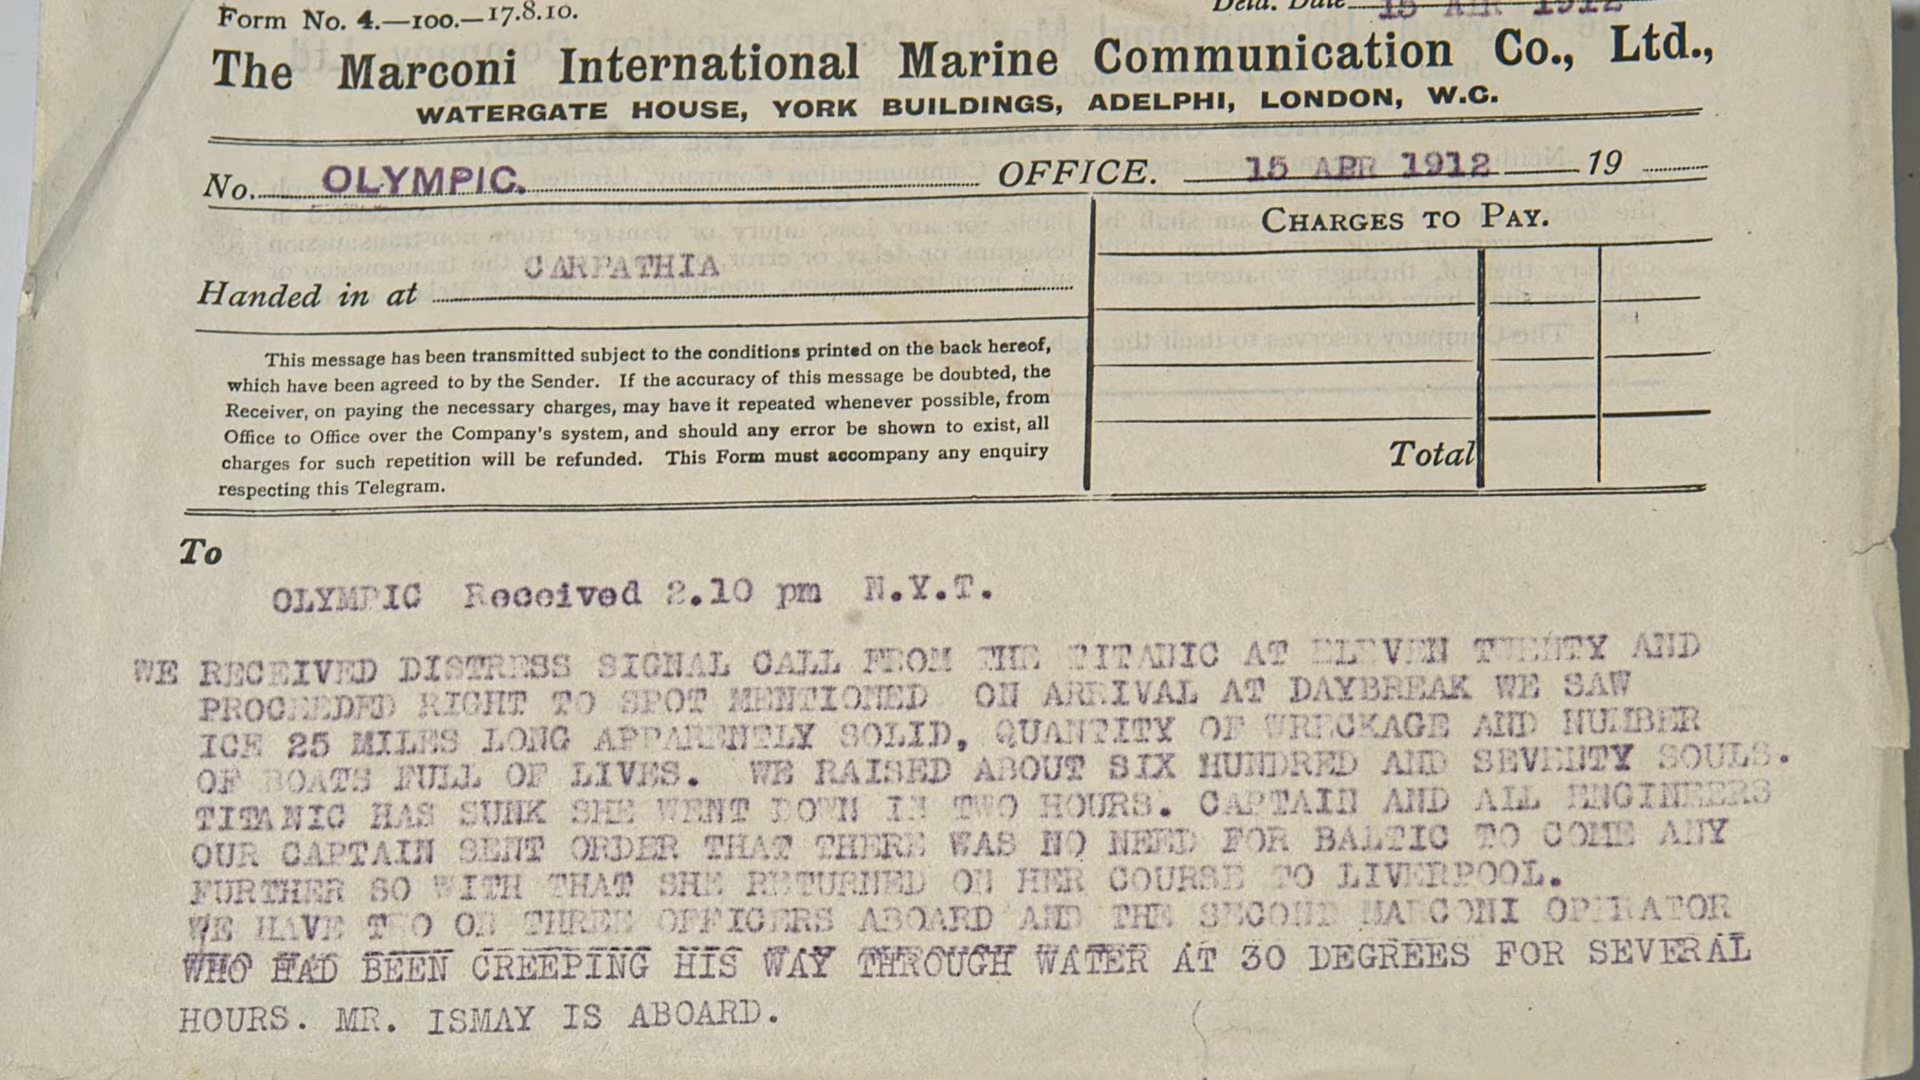 Form No. 4.—100.—17.8.10.
Deld. Date 15 APR 1912
The Marconi International Marine Communication Co., Ltd.,
WATERGATE HOUSE, YORK BUILDINGS, ADELPHI, LONDON, W.C.
No. OLYMPIC. OFFICE. 15 APR 1912 19
CHARGES TO PAY.
Handed in at CARPATHIA
This message has been transmitted subject to the conditions printed on the back hereof,
which have been agreed to by the Sender. If the accuracy of this message be doubted, the
Receiver, on paying the necessary charges, may have it repeated whenever possible, from
Office to Office over the Company's system, and should any error be shown to exist, all
charges for such repetition will be refunded. This Form must accompany any enquiry
respecting this Telegram.
Total
To
OLYMPIC Received 2.10 pm N.Y.T.
WE RECEIVED DISTRESS SIGNAL CALL FROM THE TITANIC AT ELEVEN TWENTY AND
PROCEEDED RIGHT TO SPOT MENTIONED ON ARRIVAL AT DAYBREAK WE SAW
ICE 25 MILES LONG APPARENTLY SOLID, QUANTITY OF WRECKAGE AND NUMBER
OF BOATS FULL OF LIVES. WE RAISED ABOUT SIX HUNDRED AND SEVENTY SOULS.
TITANIC HAS SUNK SHE WENT DOWN IN TWO HOURS. CAPTAIN AND ALL ENGINEERS
OUR CAPTAIN SENT ORDER THAT THERE WAS NO NEED FOR BALTIC TO COME ANY
FURTHER SO WITH THAT SHE RETURNED ON HER COURSE TO LIVERPOOL.
WE HAVE TWO OR THREE OFFICERS ABOARD AND THE SECOND MARCONI OPERATOR
WHO HAD BEEN CREEPING HIS WAY THROUGH WATER AT 30 DEGREES FOR SEVERAL
HOURS. MR. ISMAY IS ABOARD.